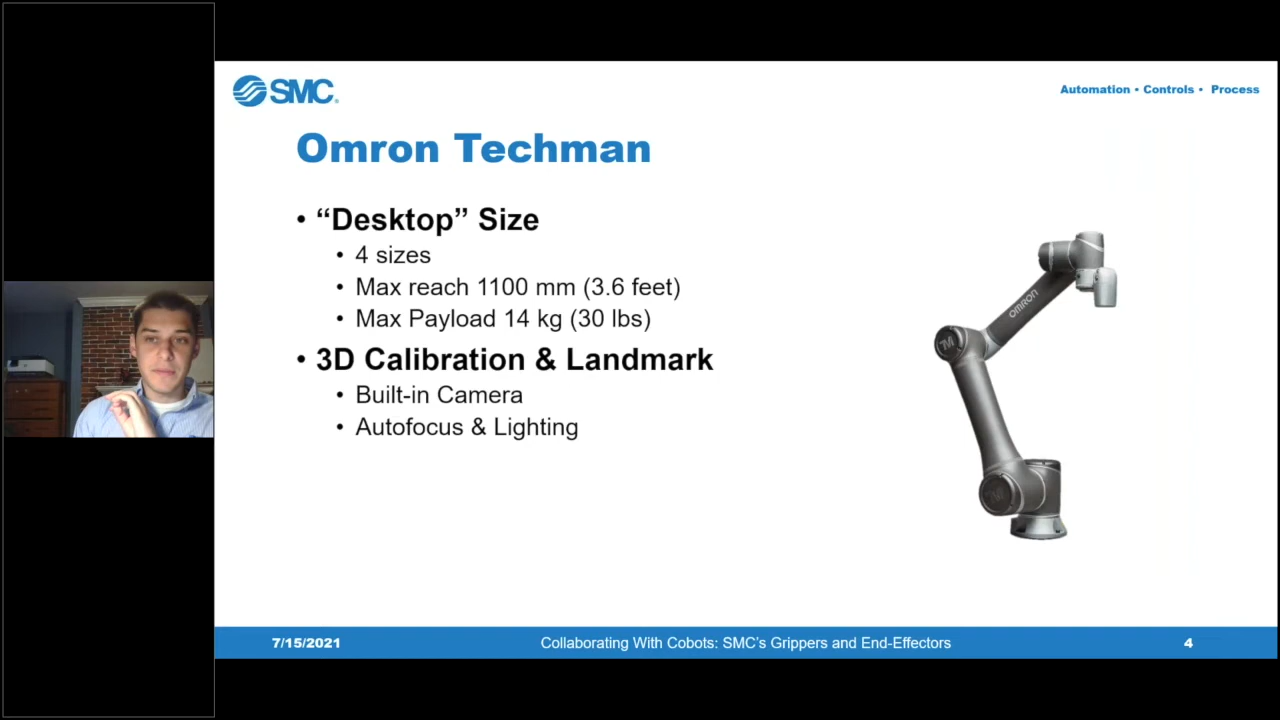 SMC
Automation • Controls • Process
Omron Techman
• “Desktop” Size
• 4 sizes
• Max reach 1100 mm (3.6 feet)
• Max Payload 14 kg (30 lbs)
• 3D Calibration & Landmark
• Built-in Camera
• Autofocus & Lighting
OMRON
TM
7/15/2021
Collaborating With Cobots: SMC’s Grippers and End-Effectors
4